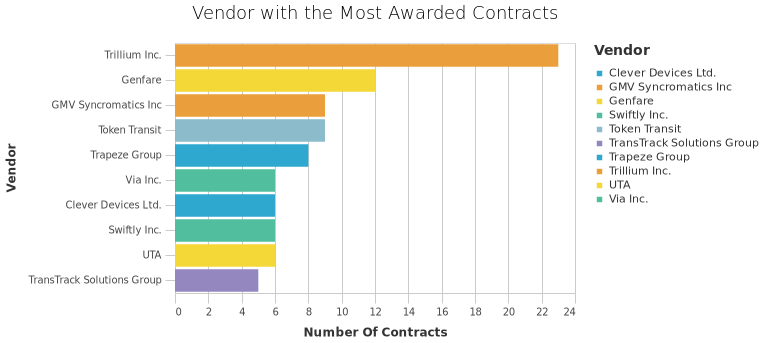 Vendor with the Most Awarded Contracts
Vendor
Trillium Inc.
Genfare
GMV Syncromatics Inc
Token Transit
Trapeze Group
Via Inc.
Clever Devices Ltd.
Swiftly Inc.
UTA
TransTrack Solutions Group
0 2 4 6 8 10 12 14 16 18 20 22 24
Number Of Contracts
Vendor
Clever Devices Ltd.
GMV Syncromatics Inc
Genfare
Swiftly Inc.
Token Transit
TransTrack Solutions Group
Trapeze Group
Trillium Inc.
UTA
Via Inc.